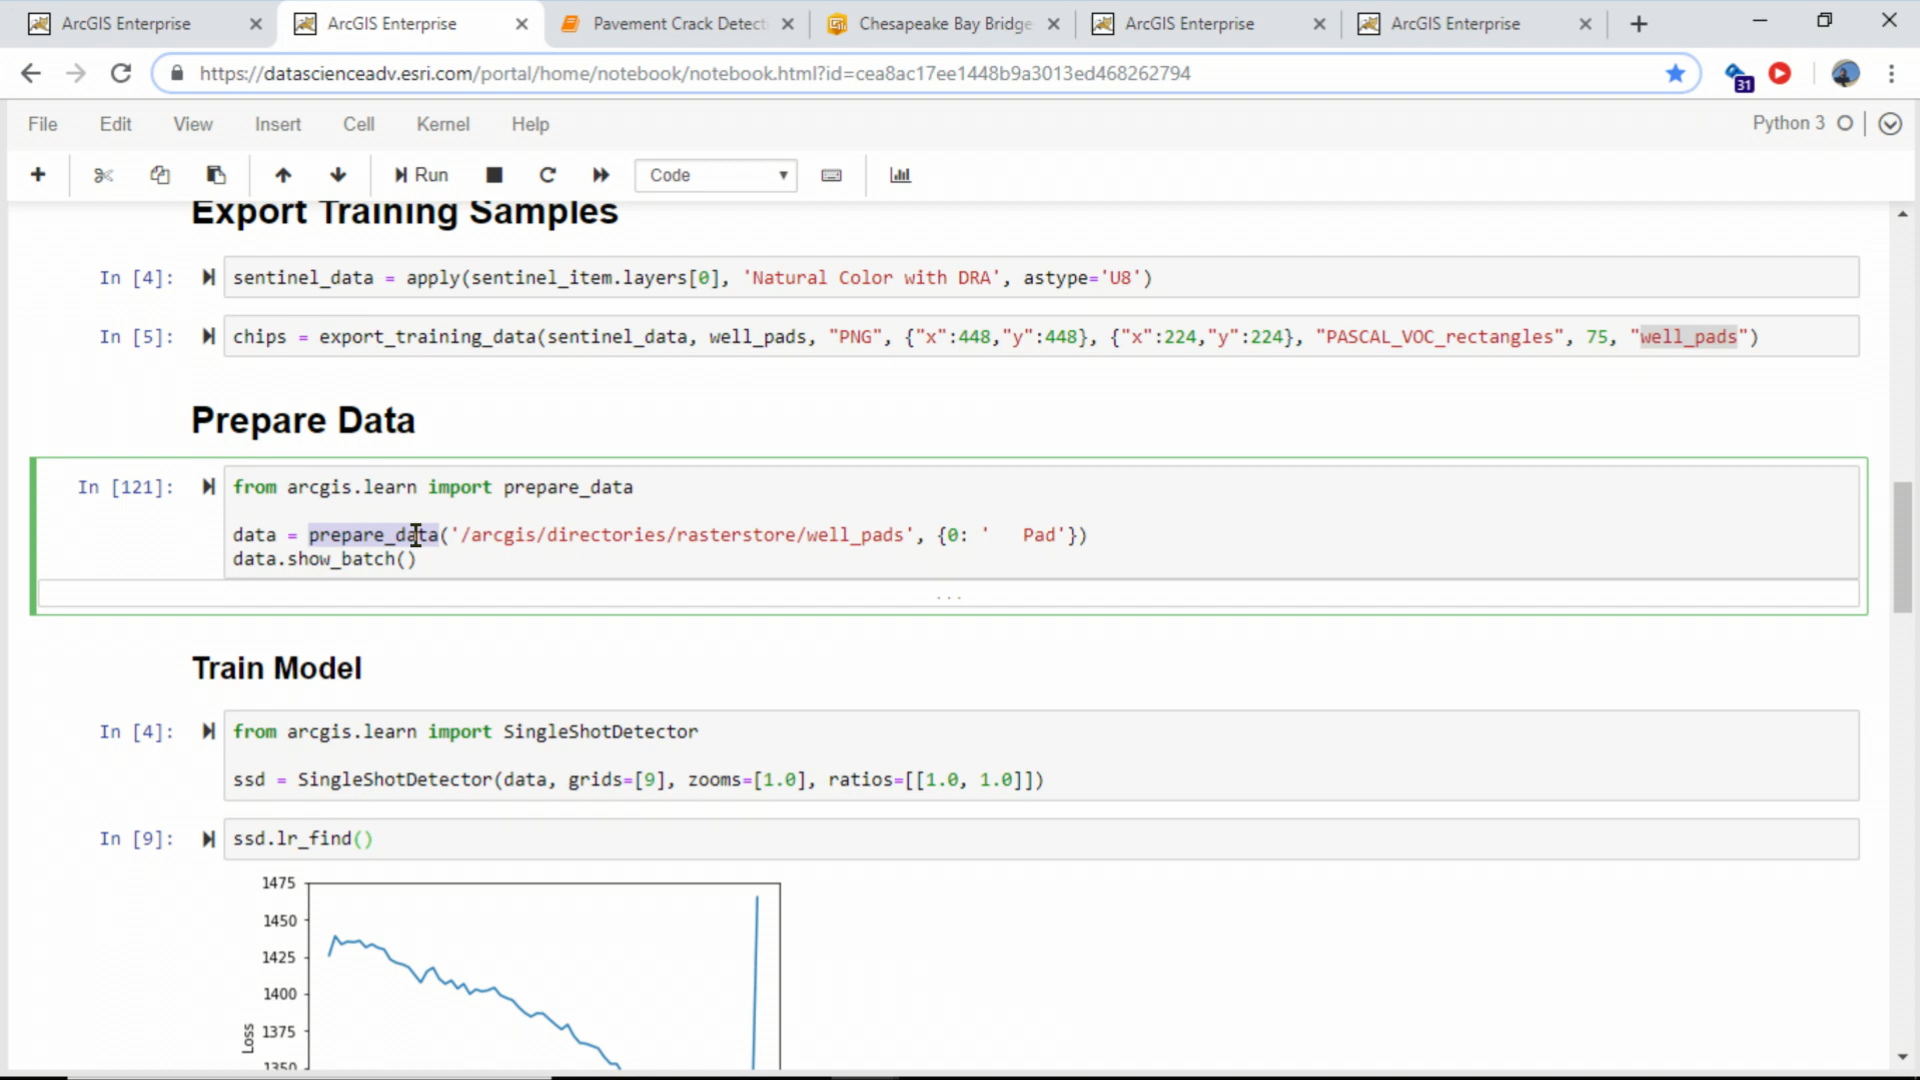 ArcGIS Enterprise
ArcGIS Enterprise
Pavement Crack Detect
Chesapeake Bay Bridge
ArcGIS Enterprise
ArcGIS Enterprise
https://datascienceadv.esri.com/portal/home/notebook/notebook.html?id=cea8ac17ee1448b9a3013ed468262794
31
File Edit View Insert Cell Kernel Help
Python 3
Run
Code
Export Training Samples
In [4]:
sentinel_data = apply(sentinel_item.layers[0], 'Natural Color with DRA', astype='U8')
In [5]:
chips = export_training_data(sentinel_data, well_pads, "PNG", {"x":448,"y":448}, {"x":224,"y":224}, "PASCAL_VOC_rectangles", 75, "well_pads")
Prepare Data
In [121]:
from arcgis.learn import prepare_data
data = prepare_data('/arcgis/directories/rasterstore/well_pads', {0: '   Pad'})
data.show_batch()
...
Train Model
In [4]:
from arcgis.learn import SingleShotDetector
ssd = SingleShotDetector(data, grids=[9], zooms=[1.0], ratios=[[1.0, 1.0]])
In [9]:
ssd.lr_find()
1475
1450
1425
1400
1375
1350
Loss